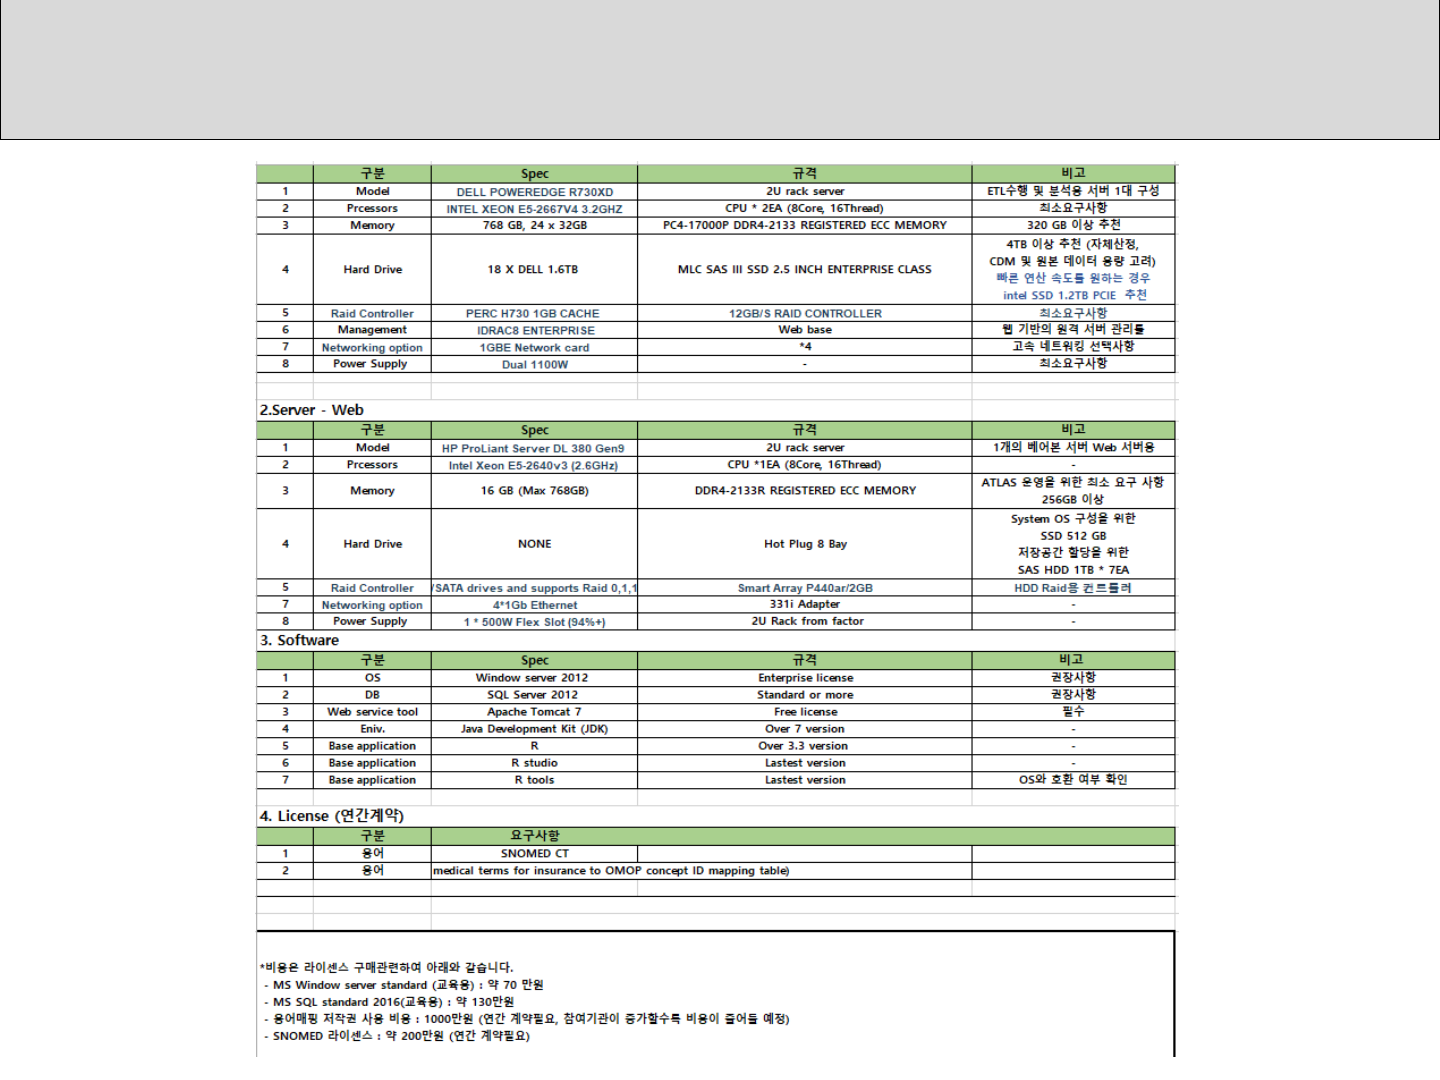 구분 Spec 규격 비고
1 Model DELL POWEREDGE R730XD 2U rack server ETL수행 및 분석용 서버 1대 구성
2 Prcessors INTEL XEON E5-2667V4 3.2GHZ CPU * 2EA (8Core, 16Thread) 최소요구사항
3 Memory 768 GB, 24 x 32GB PC4-17000P DDR4-2133 REGISTERED ECC MEMORY 320 GB 이상 추천
4 Hard Drive 18 X DELL 1.6TB MLC SAS III SSD 2.5 INCH ENTERPRISE CLASS 4TB 이상 추천 (자체산정,
CDM 및 원본 데이터 용량 고려)
빠른 연산 속도를 원하는 경우
intel SSD 1.2TB PCIE 추천
5 Raid Controller PERC H730 1GB CACHE 12GB/S RAID CONTROLLER 최소요구사항
6 Management IDRAC8 ENTERPRISE Web base 웹 기반의 원격 서버 관리툴
7 Networking option 1GBE Network card *4 고속 네트워킹 선택사항
8 Power Supply Dual 1100W - 최소요구사항
2.Server - Web
구분 Spec 규격 비고
1 Model HP ProLiant Server DL 380 Gen9 2U rack server 1개의 베어본 서버 Web 서버용
2 Prcessors Intel Xeon E5-2640v3 (2.6GHz) CPU *1EA (8Core, 16Thread) -
3 Memory 16 GB (Max 768GB) DDR4-2133R REGISTERED ECC MEMORY ATLAS 운영을 위한 최소 요구 사항
256GB 이상
4 Hard Drive NONE Hot Plug 8 Bay System OS 구성을 위한
SSD 512 GB
저장공간 할당을 위한
SAS HDD 1TB * 7EA
5 Raid Controller /SATA drives and supports Raid 0,1,1 Smart Array P440ar/2GB HDD Raid용 컨트롤러
7 Networking option 4*1Gb Ethernet 331i Adapter -
8 Power Supply 1 * 500W Flex Slot (94%+) 2U Rack from factor -
3. Software
구분 Spec 규격 비고
1 OS Window server 2012 Enterprise license 권장사항
2 DB SQL Server 2012 Standard or more 권장사항
3 Web service tool Apache Tomcat 7 Free license 필수
4 Eniv. Java Development Kit (JDK) Over 7 version -
5 Base application R Over 3.3 version -
6 Base application R studio Lastest version -
7 Base application R tools Lastest version OS와 호환 여부 확인
4. License (연간계약)
구분 요구사항
1 용어 SNOMED CT
2 용어 medical terms for insurance to OMOP concept ID mapping table)
*비용은 라이센스 구매관련하여 아래와 같습니다.
- MS Window server standard (교육용) : 약 70 만원
- MS SQL standard 2016(교육용) : 약 130만원
- 용어매핑 저작권 사용 비용 : 1000만원 (연간 계약필요, 참여기관이 증가할수록 비용이 줄어들 예정)
- SNOMED 라이센스 : 약 200만원 (연간 계약필요)